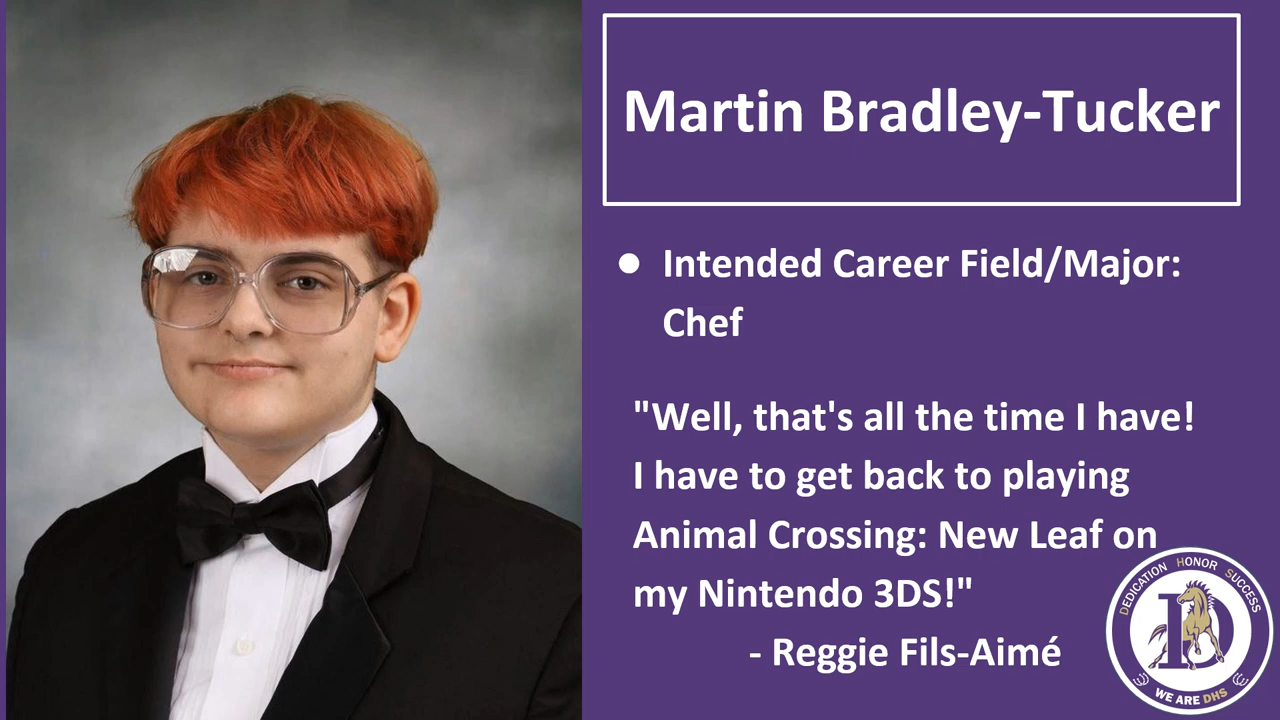 Martin Bradley-Tucker
● Intended Career Field/Major:
Chef
"Well, that's all the time I have!
I have to get back to playing
Animal Crossing: New Leaf on
my Nintendo 3DS!"
- Reggie Fils-Aimé
DEDICATION HONOR SUCCESS
D
WE ARE DHS